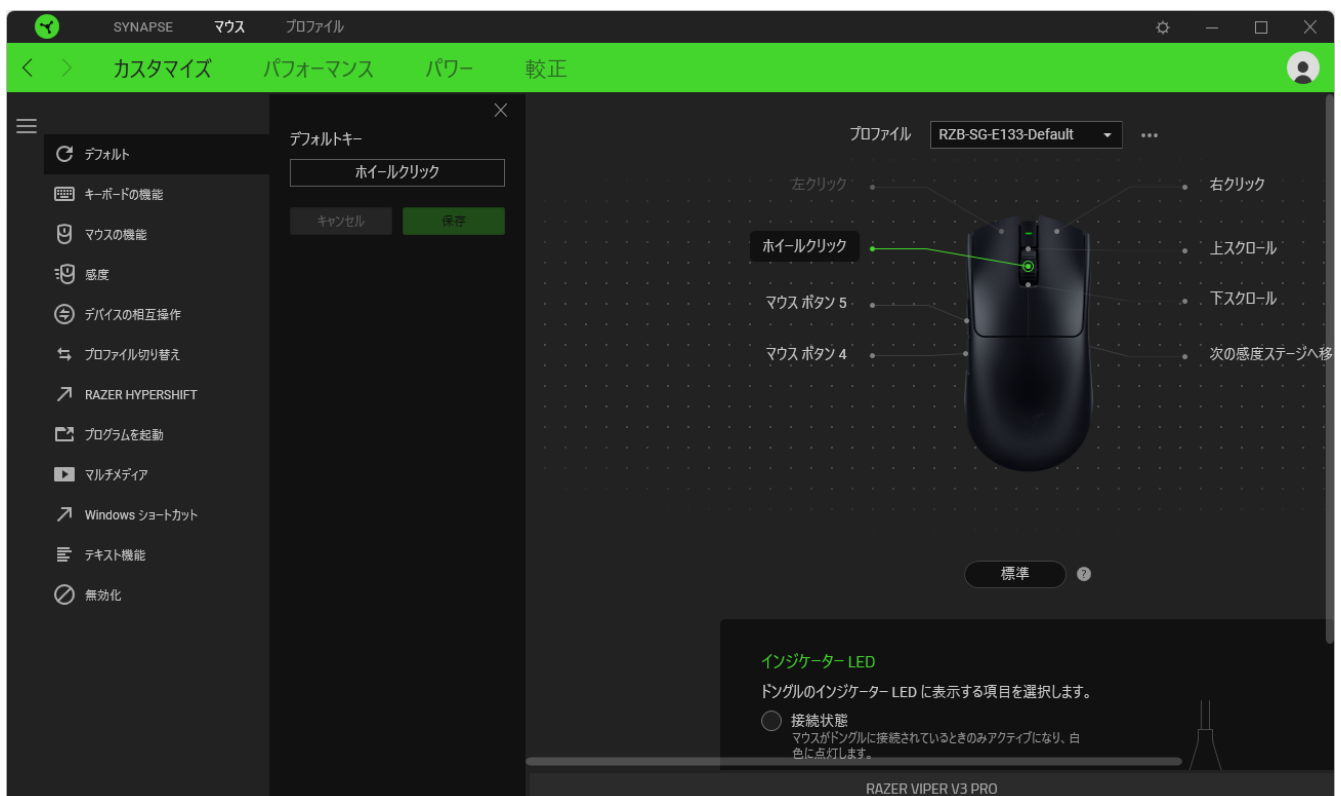 SYNAPSE マウス プロファイル
カスタマイズ パフォーマンス パワー 較正
デフォルト
キーボードの機能
マウスの機能
感度
デバイスの相互操作
プロファイル切り替え
RAZER HYPERSHIFT
プログラムを起動
マルチメディア
Windows ショートカット
テキスト機能
無効化
デフォルトキー
ホイールクリック
キャンセル 保存
プロファイル RZB-SG-E133-Default
左クリック
ホイールクリック
マウス ボタン 5
マウス ボタン 4
右クリック
上スクロール
下スクロール
次の感度ステージへ移
標準 ?
インジケーター LED
ドングルのインジケーター LED に表示する項目を選択します。
接続状態
マウスがドングルに接続されているときのみアクティブになり、白
色に点灯します。
RAZER VIPER V3 PRO